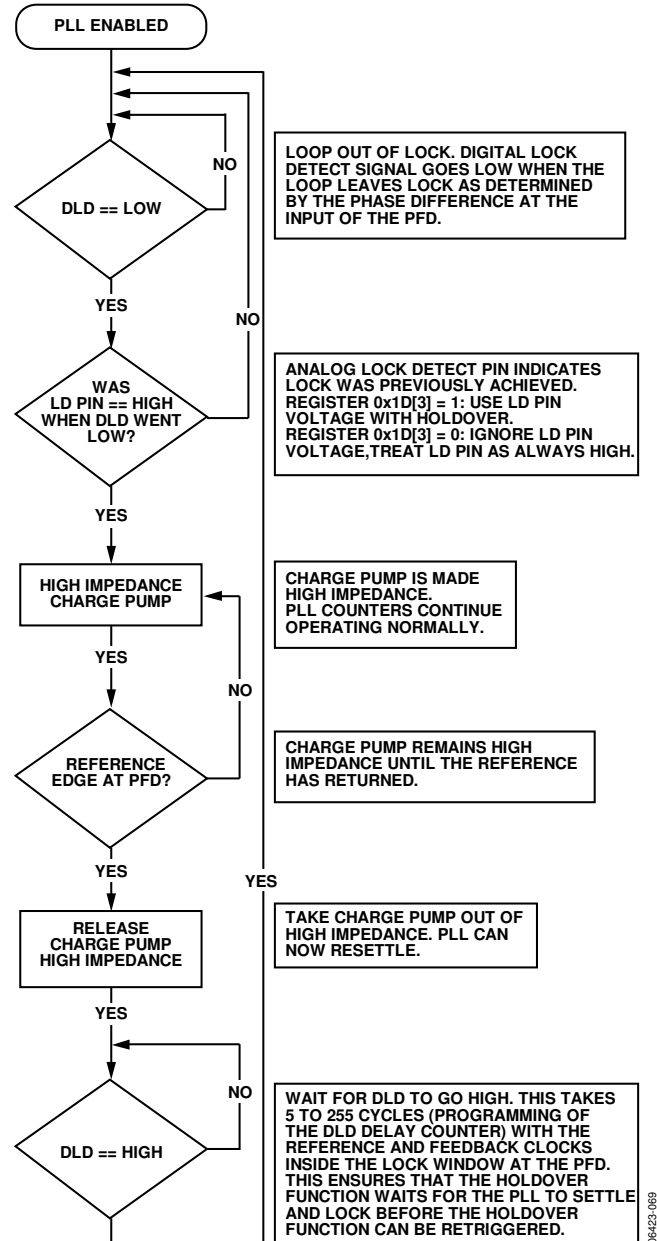 PLL ENABLED
NO
DLD == LOW
LOOP OUT OF LOCK. DIGITAL LOCK
DETECT SIGNAL GOES LOW WHEN THE
LOOP LEAVES LOCK AS DETERMINED
BY THE PHASE DIFFERENCE AT THE
INPUT OF THE PFD.
YES
NO
WAS
LD PIN == HIGH
WHEN DLD WENT
LOW?
ANALOG LOCK DETECT PIN INDICATES
LOCK WAS PREVIOUSLY ACHIEVED.
REGISTER 0x1D[3] = 1: USE LD PIN
VOLTAGE WITH HOLDOVER.
REGISTER 0x1D[3] = 0: IGNORE LD PIN
VOLTAGE,TREAT LD PIN AS ALWAYS HIGH.
YES
HIGH IMPEDANCE
CHARGE PUMP
CHARGE PUMP IS MADE
HIGH IMPEDANCE.
PLL COUNTERS CONTINUE
OPERATING NORMALLY.
YES
NO
REFERENCE
EDGE AT PFD?
CHARGE PUMP REMAINS HIGH
IMPEDANCE UNTIL THE REFERENCE
HAS RETURNED.
YES
YES
RELEASE
CHARGE PUMP
HIGH IMPEDANCE
TAKE CHARGE PUMP OUT OF
HIGH IMPEDANCE. PLL CAN
NOW RESETTLE.
YES
NO
DLD == HIGH
WAIT FOR DLD TO GO HIGH. THIS TAKES
5 TO 255 CYCLES (PROGRAMMING OF
THE DLD DELAY COUNTER) WITH THE
REFERENCE AND FEEDBACK CLOCKS
INSIDE THE LOCK WINDOW AT THE PFD.
THIS ENSURES THAT THE HOLDOVER
FUNCTION WAITS FOR THE PLL TO SETTLE
AND LOCK BEFORE THE HOLDOVER
FUNCTION CAN BE RETRIGGERED.
06423-069